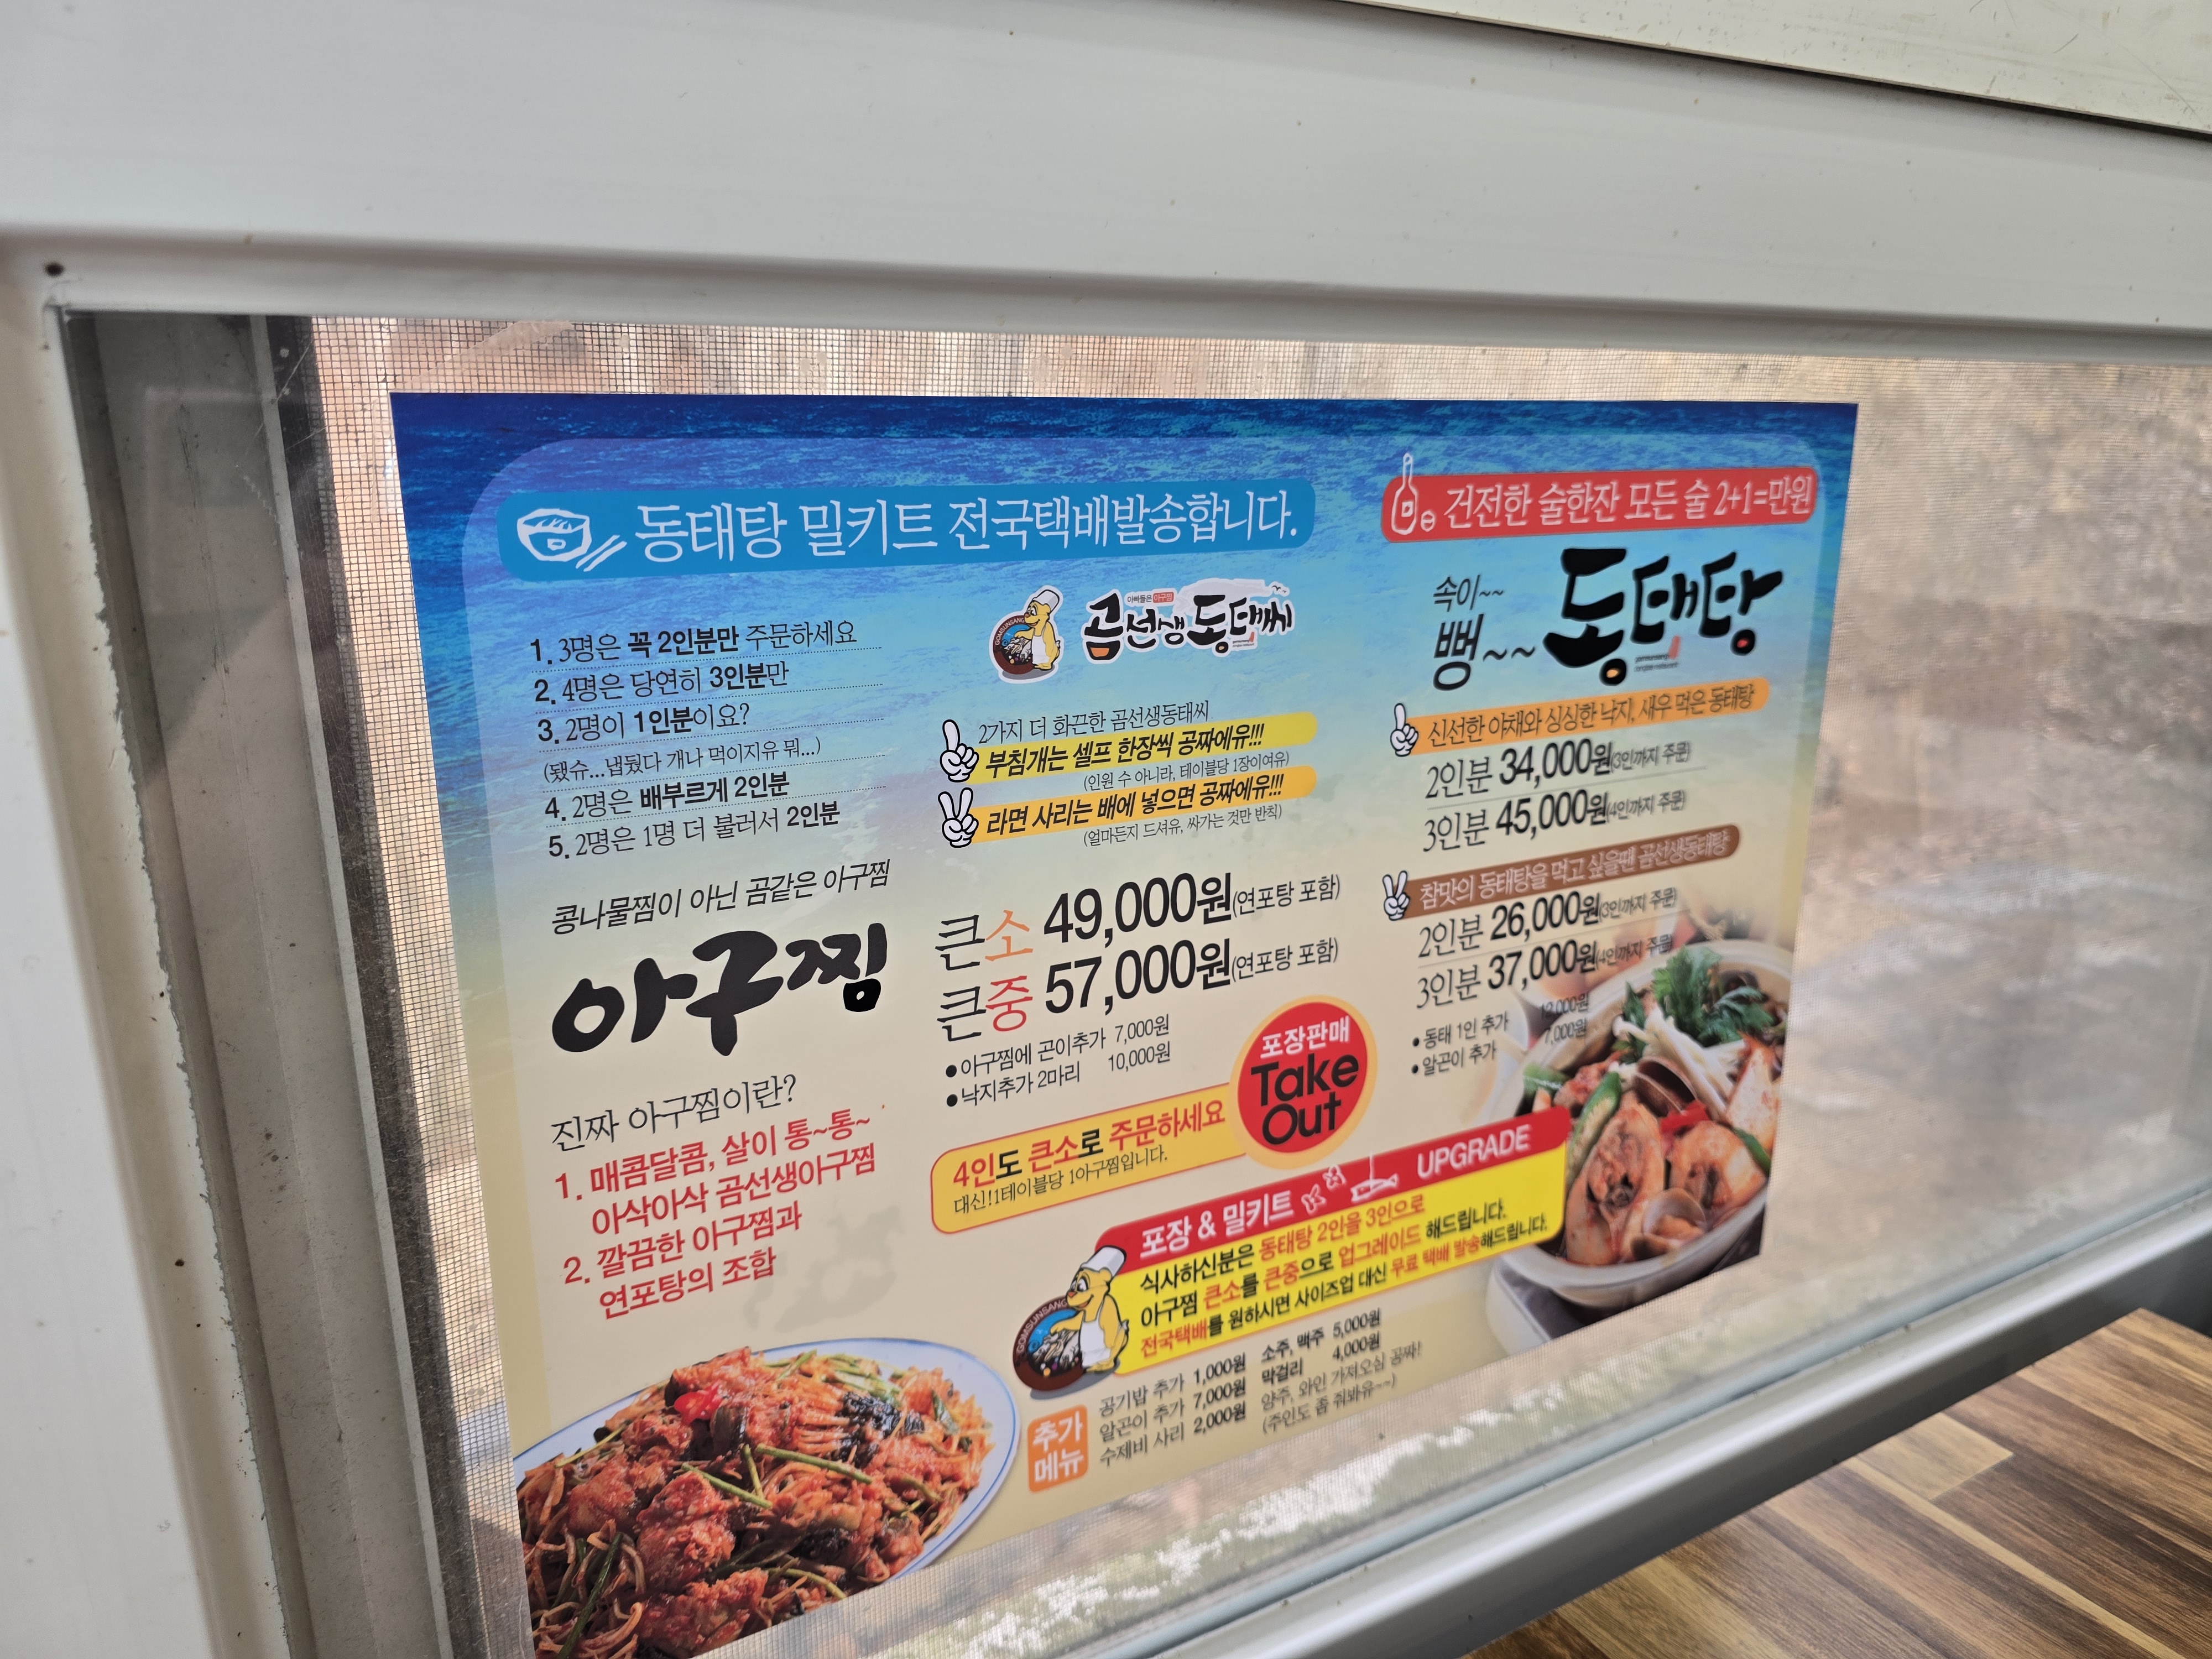 동태탕 밀키트 전국택배발송합니다.
1. 3명은 꼭 2인분만 주문하세요
2. 4명은 당연히 3인분만
3. 2명이 1인분이요?
(됐슈...냅뒀다 개나 먹이지유 뭐...)
4. 2명은 배부르게 2인분
5. 2명은 1명 더 불러서 2인분
콩나물찜이 아닌 곰같은 아구찜
아구찜
진짜 아구찜이란?
1. 매콤달콤, 살이 통~통~
아삭아삭 곰선생아구찜
2. 깔끔한 아구찜과
연포탕의 조합
아빠들은 아구찜
곰선생동태씨
GOMSUNSANG
2가지 더 화끈한 곰선생동태씨
부침개는 셀프 한장씩 공짜에유!!!
(인원 수 아니라, 테이블당 1장이여유)
라면 사리는 배에 넣으면 공짜에유!!!
(얼마든지 드셔유, 싸가는 것만 반칙)
큰소 49,000원(연포탕 포함)
큰중 57,000원(연포탕 포함)
●아구찜에 곤이추가 7,000원
●낙지추가 2마리 10,000원
4인도 큰소로 주문하세요
대신!1테이블당 1아구찜입니다.
포장판매
Take
Out
건전한 술한잔 모든 술 2+1=만원
속이~~
뻥~~동태탕
신선한 야채와 싱싱한 낙지, 새우 먹은 동태탕
2인분 34,000원(3인까지 주문)
3인분 45,000원(4인까지 주문)
참맛의 동태탕을 먹고 싶을땐 곰선생동태탕
2인분 26,000원(3인까지 주문)
3인분 37,000원(4인까지 주문)
•동태 1인 추가 12,000원
•알곤이 추가 7,000원
포장 & 밀키트 UPGRADE
식사하신분은 동태탕 2인을 3인으로
아구찜 큰소를 큰중으로 업그레이드 해드립니다.
전국택배를 원하시면 사이즈업 대신 무료 택배 발송해드립니다.
GOMSUNSANG
추가
메뉴
공기밥 추가 1,000원 소주, 맥주 5,000원
알곤이 추가 7,000원 막걸리 4,000원
수제비 사리 2,000원 양주, 와인 가져오심 공짜!
(주인도 좀 줘봐유~~)